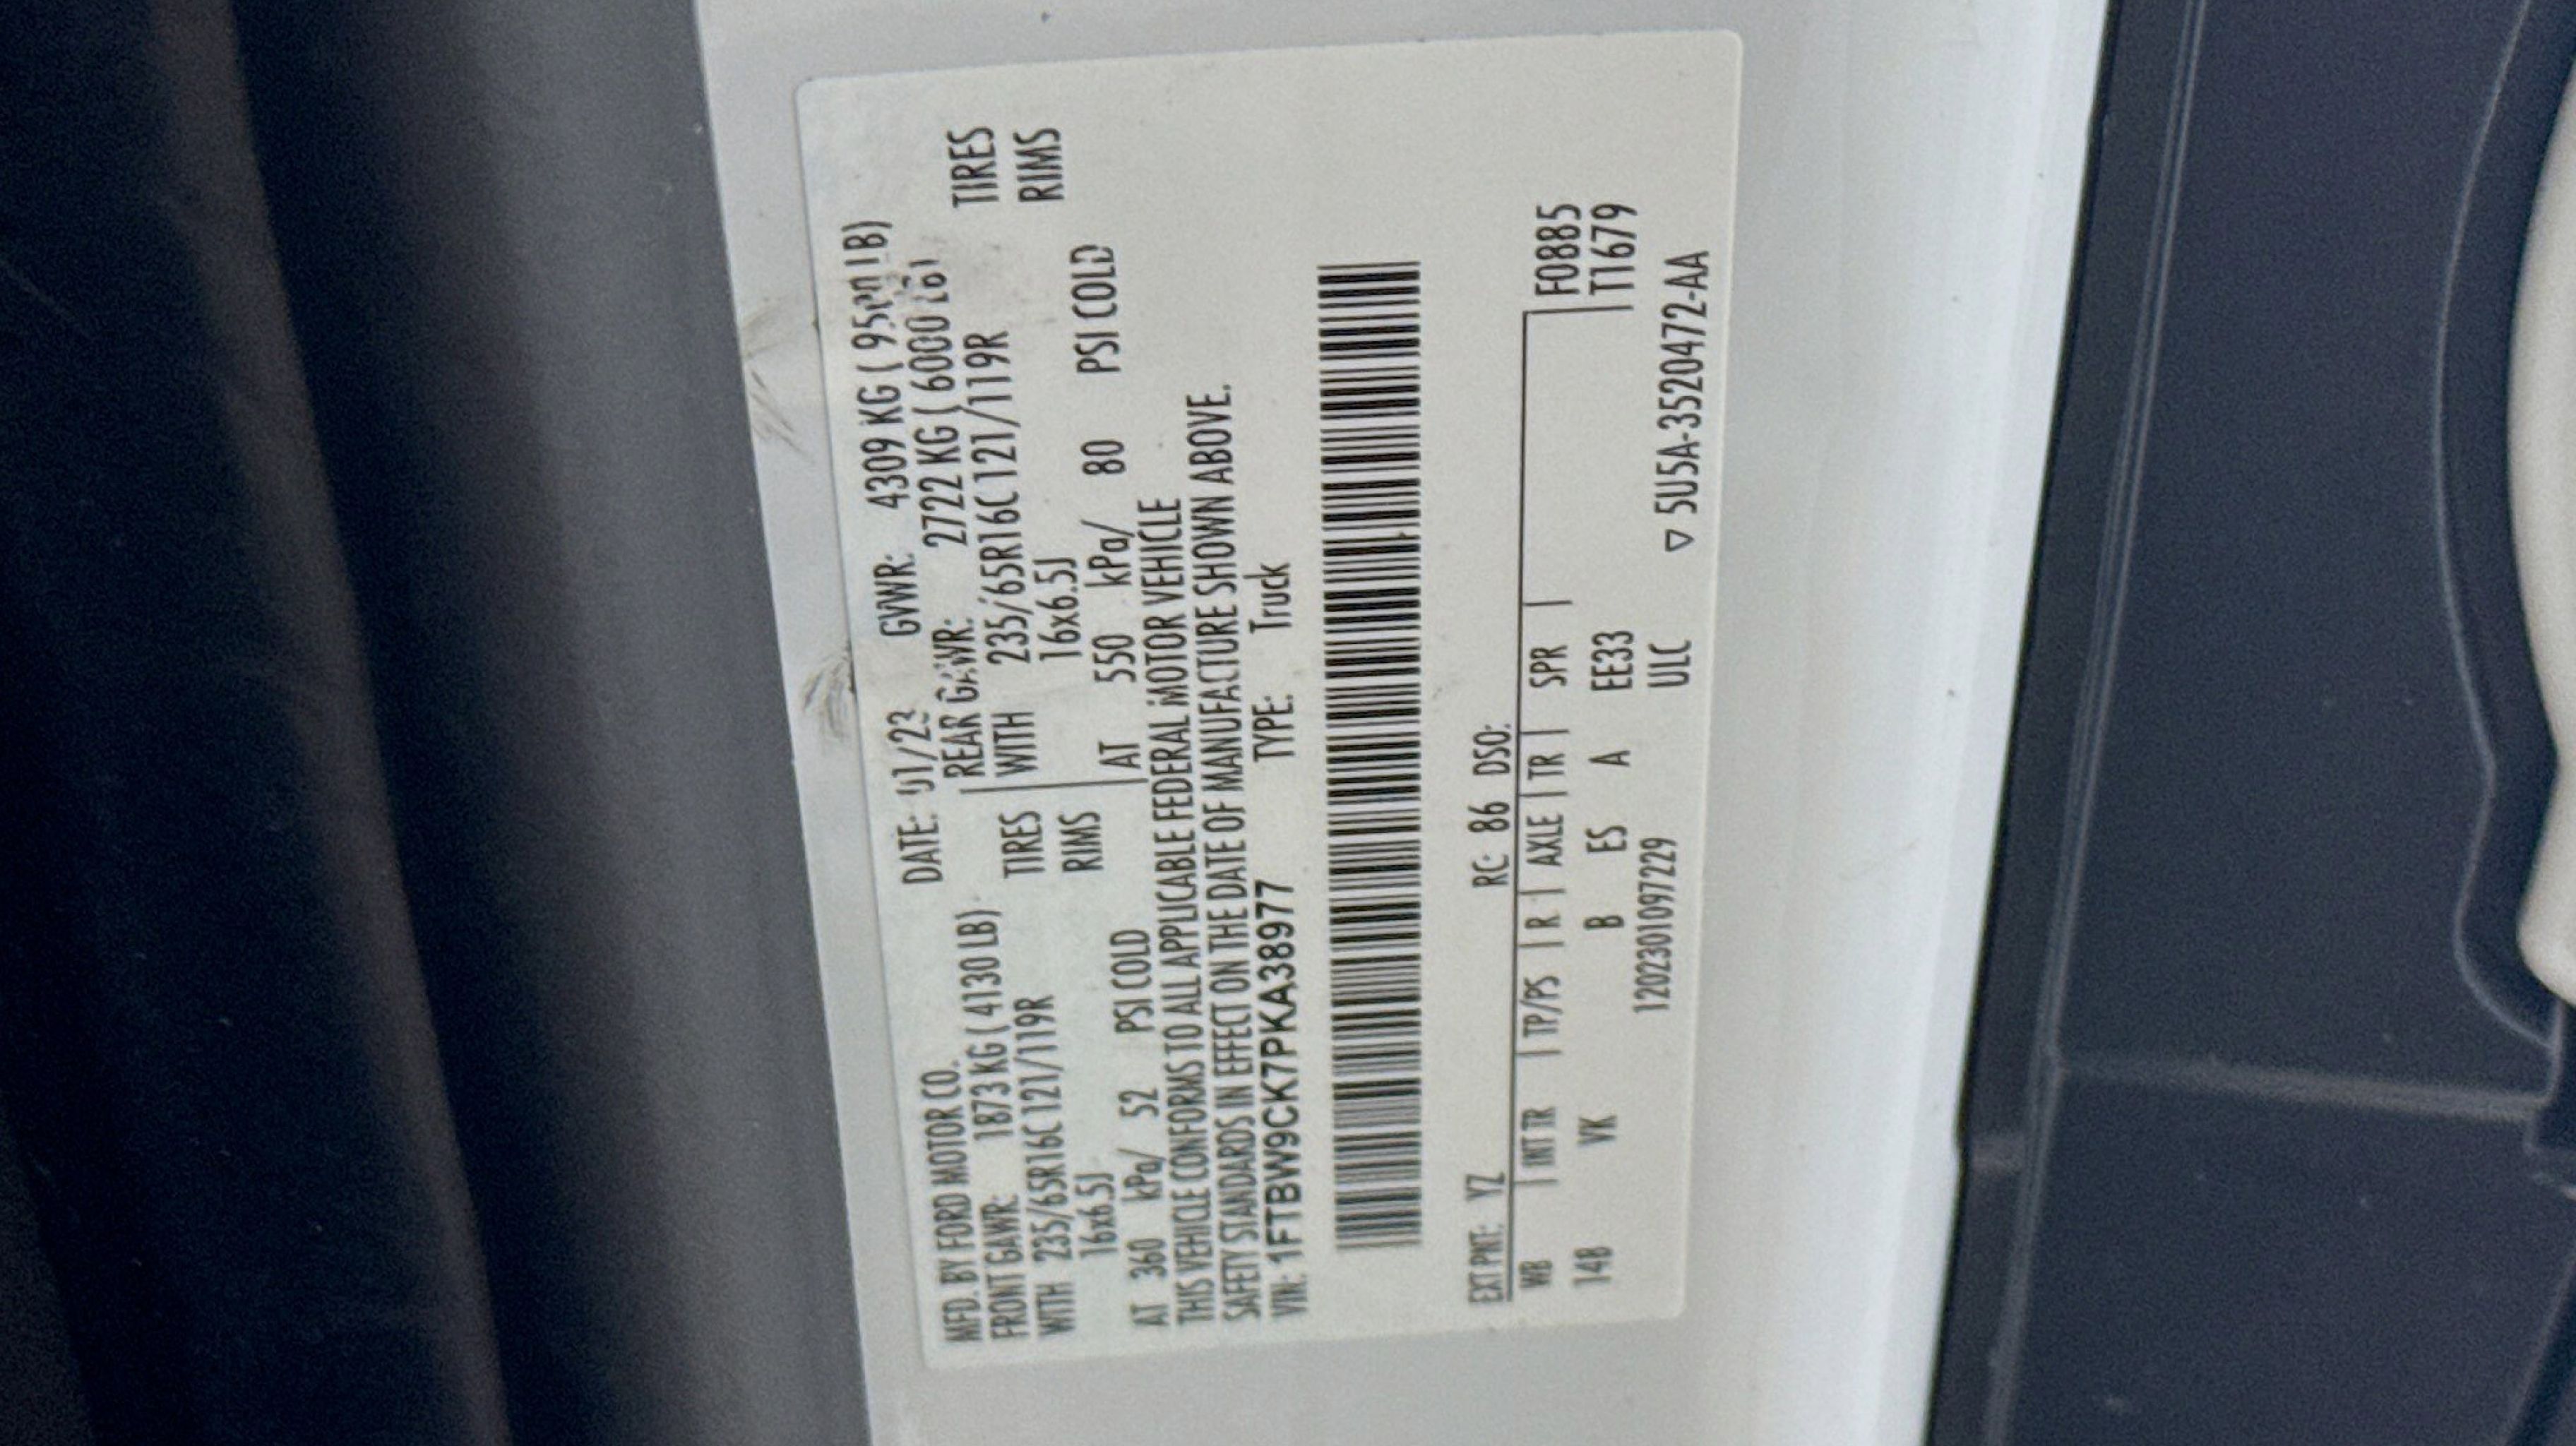 MFD. BY FORD MOTOR CO. DATE: 01/23 GVWR: 4309 KG ( 9500 LB)
FRONT GAWR: 1873 KG ( 4130 LB) REAR GAWR: 2722 KG ( 6000 LB)
WITH 235/65R16C 121/119R TIRES WITH 235/65R16C 121/119R TIRES
16x6.5J RIMS 16x6.5J RIMS
AT 360 kPa/ 52 PSI COLD AT 550 kPa/ 80 PSI COLD
THIS VEHICLE CONFORMS TO ALL APPLICABLE FEDERAL MOTOR VEHICLE
SAFETY STANDARDS IN EFFECT ON THE DATE OF MANUFACTURE SHOWN ABOVE.
VIN: 1FTBW9CK7PKA38977 TYPE: Truck
EXT PNT: YZ RC: 86 DSO:
WB | INT TR | TP/PS | R | AXLE | TR | SPR | F0885
148 VK B ES A EE33 T1679
1202301097229 ULC
▽ 5U5A-3520472-AA